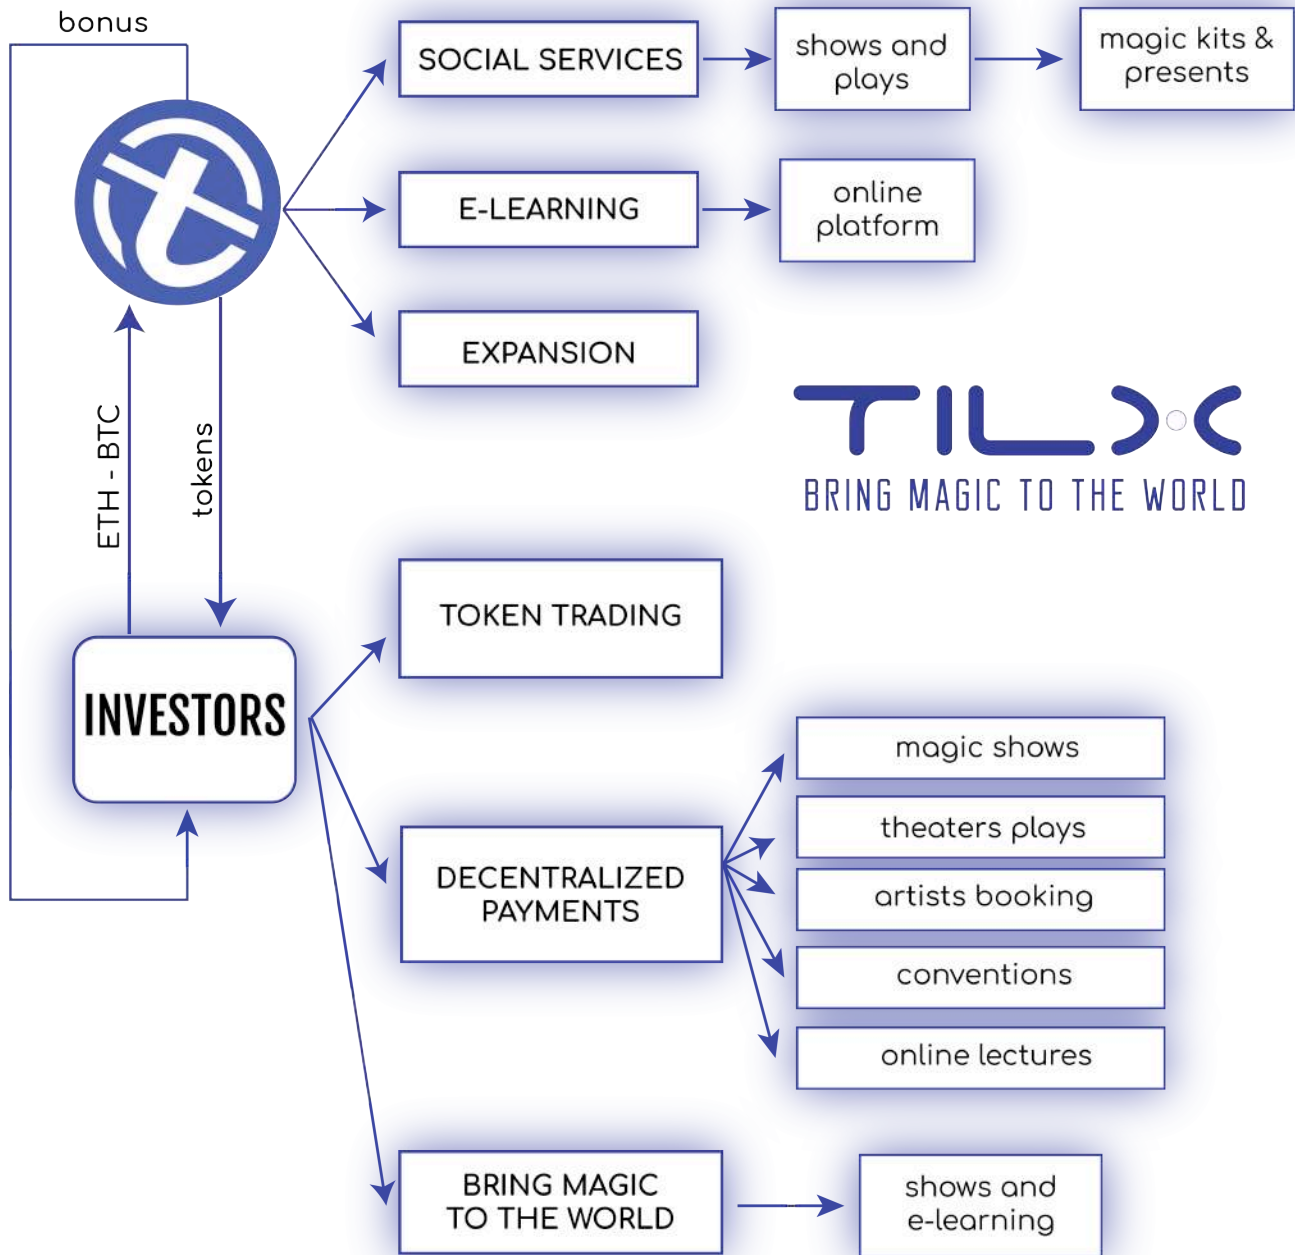 bonus
SOCIAL SERVICES
shows and
plays
magic kits &
presents
E-LEARNING
online
platform
EXPANSION
ETH - BTC
tokens
TILX
BRING MAGIC TO THE WORLD
INVESTORS
TOKEN TRADING
DECENTRALIZED
PAYMENTS
magic shows
theaters plays
artists booking
conventions
online lectures
BRING MAGIC
TO THE WORLD
shows and
e-learning